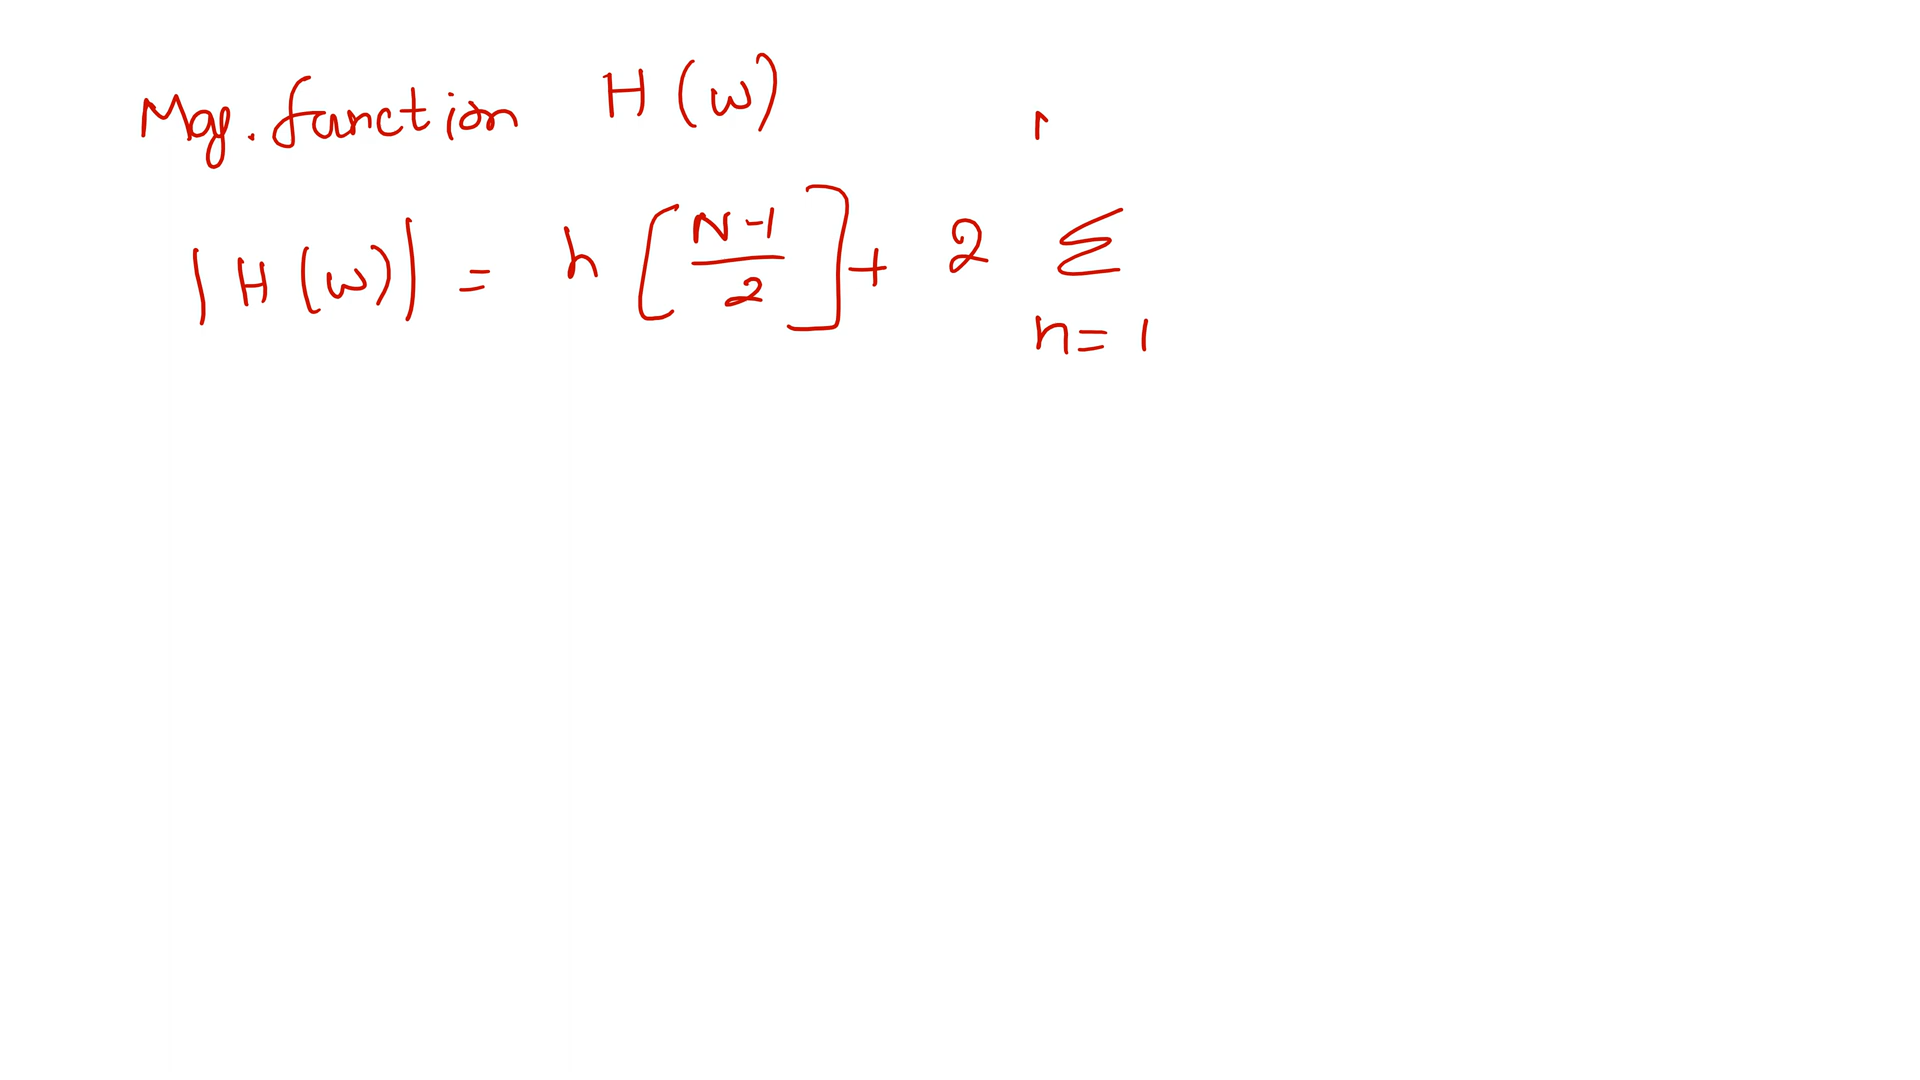 Mag. function H(w)
|H(w)| = h[N-1/2] + 2 Σ
n=1